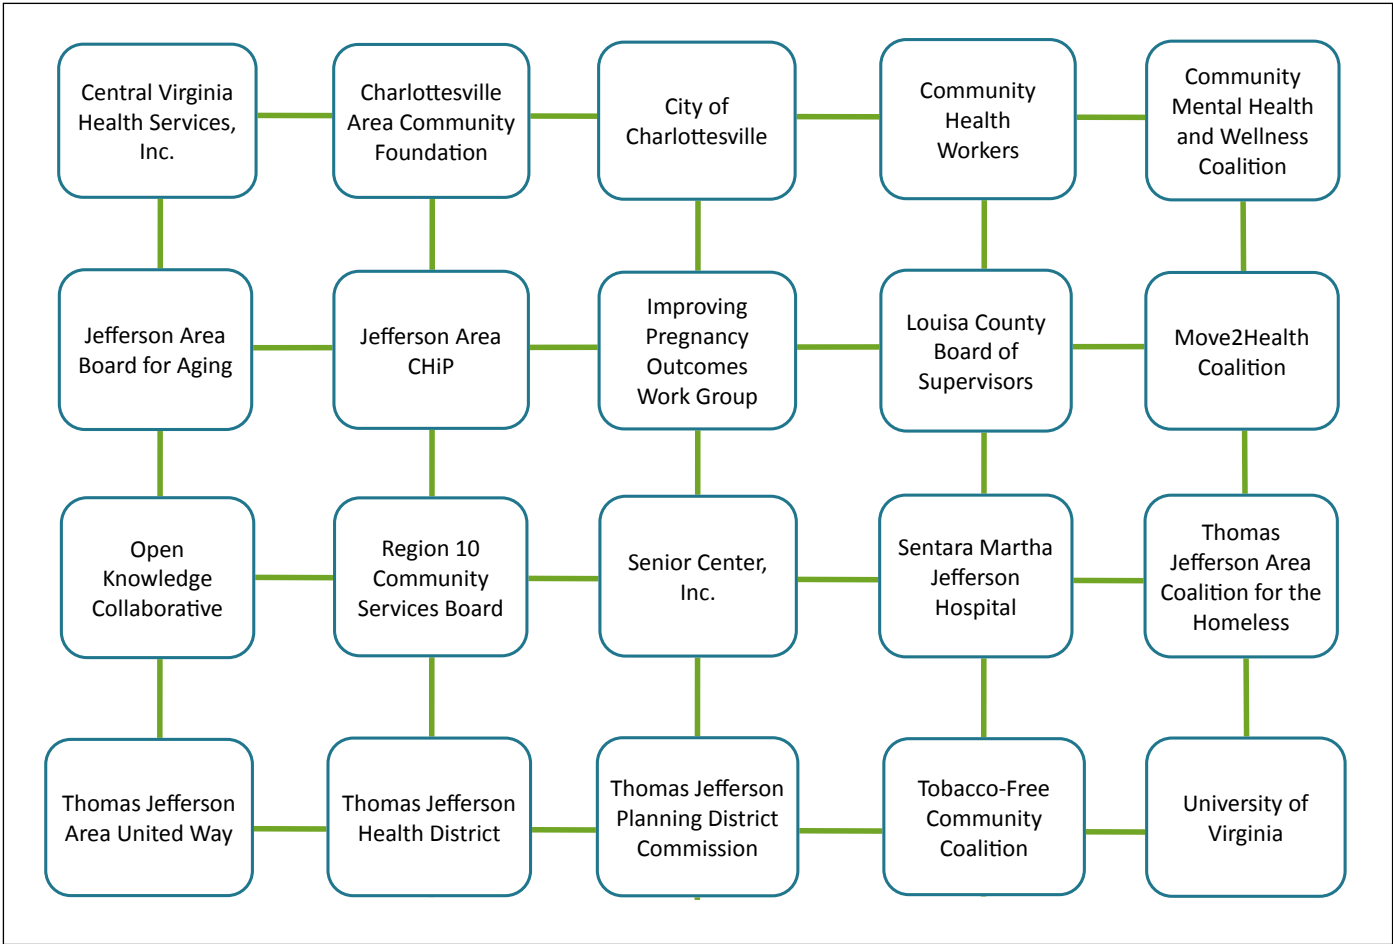 Central Virginia
Health Services,
Inc.
Charlottesville
Area Community
Foundation
City of
Charlottesville
Community
Health
Workers
Community
Mental Health
and Wellness
Coalition
Jefferson Area
Board for Aging
Jefferson Area
CHiP
Improving
Pregnancy
Outcomes
Work Group
Louisa County
Board of
Supervisors
Move2Health
Coalition
Open
Knowledge
Collaborative
Region 10
Community
Services Board
Senior Center,
Inc.
Sentara Martha
Jefferson
Hospital
Thomas
Jefferson Area
Coalition for the
Homeless
Thomas Jefferson
Area United Way
Thomas Jefferson
Health District
Thomas Jefferson
Planning District
Commission
Tobacco-Free
Community
Coalition
University of
Virginia